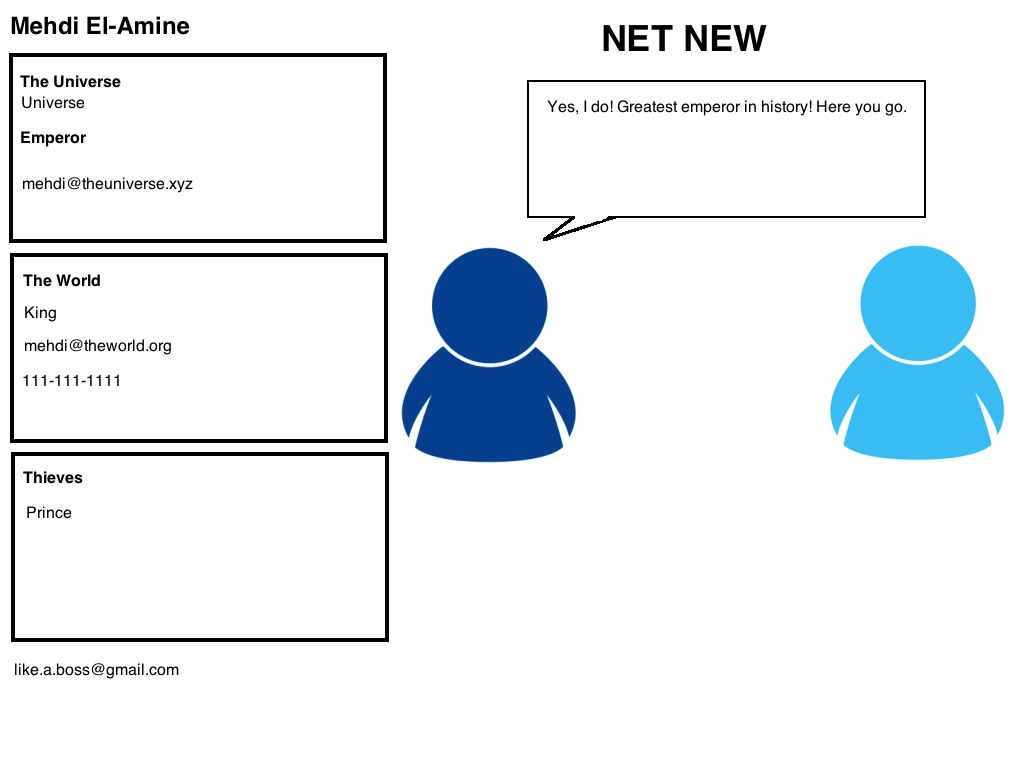 Mehdi El-Amine
The Universe
Universe
Emperor
mehdi@theuniverse.xyz
The World
King
mehdi@theworld.org
111-111-1111
Thieves
Prince
like.a.boss@gmail.com
NET NEW
Yes, I do! Greatest emperor in history! Here you go.